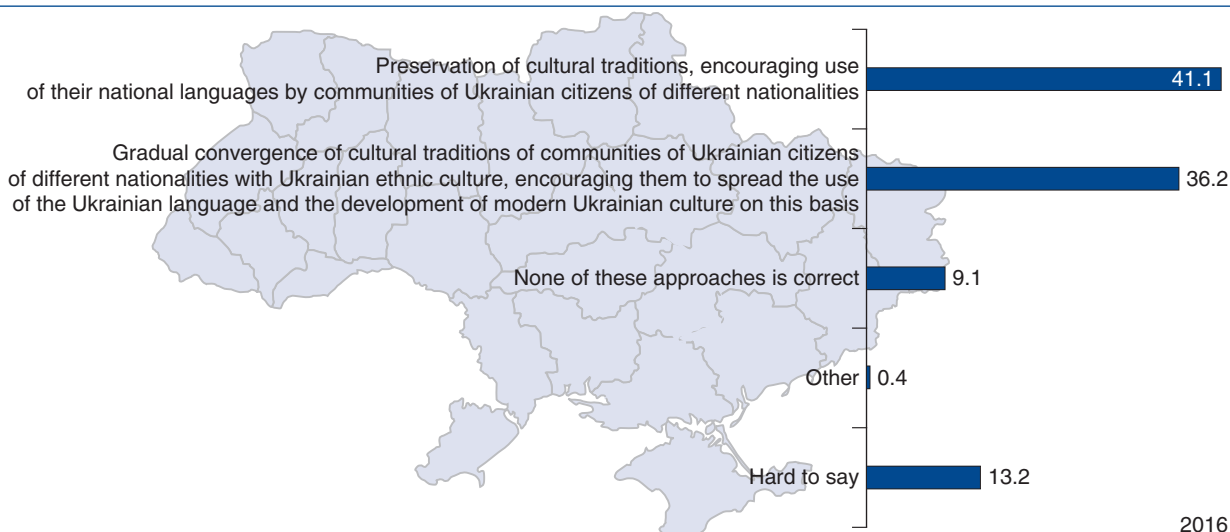 Preservation of cultural traditions, encouraging use
of their national languages by communities of Ukrainian citizens of different nationalities
41.1
Gradual convergence of cultural traditions of communities of Ukrainian citizens
of different nationalities with Ukrainian ethnic culture, encouraging them to spread the use
of the Ukrainian language and the development of modern Ukrainian culture on this basis
36.2
None of these approaches is correct
9.1
Other
0.4
Hard to say
13.2
2016